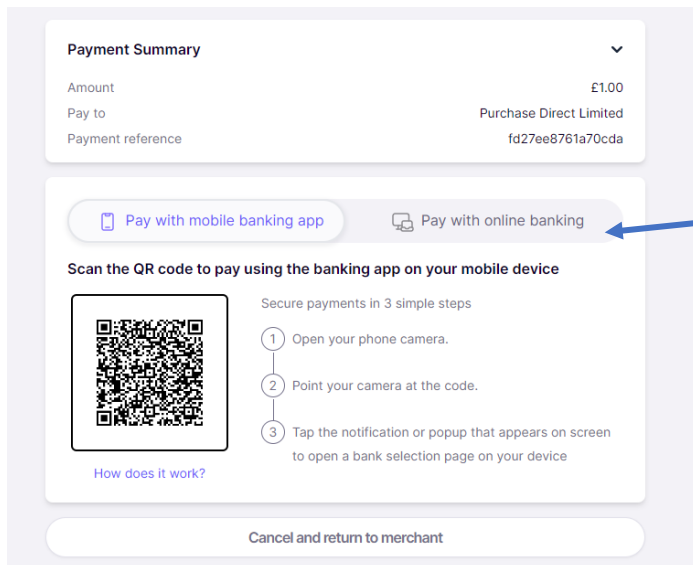 Payment Summary
Amount £1.00
Pay to Purchase Direct Limited
Payment reference fd27ee8761a70cda
Pay with mobile banking app Pay with online banking
Scan the QR code to pay using the banking app on your mobile device
Secure payments in 3 simple steps
1 Open your phone camera.
2 Point your camera at the code.
3 Tap the notification or popup that appears on screen
to open a bank selection page on your device
How does it work?
Cancel and return to merchant